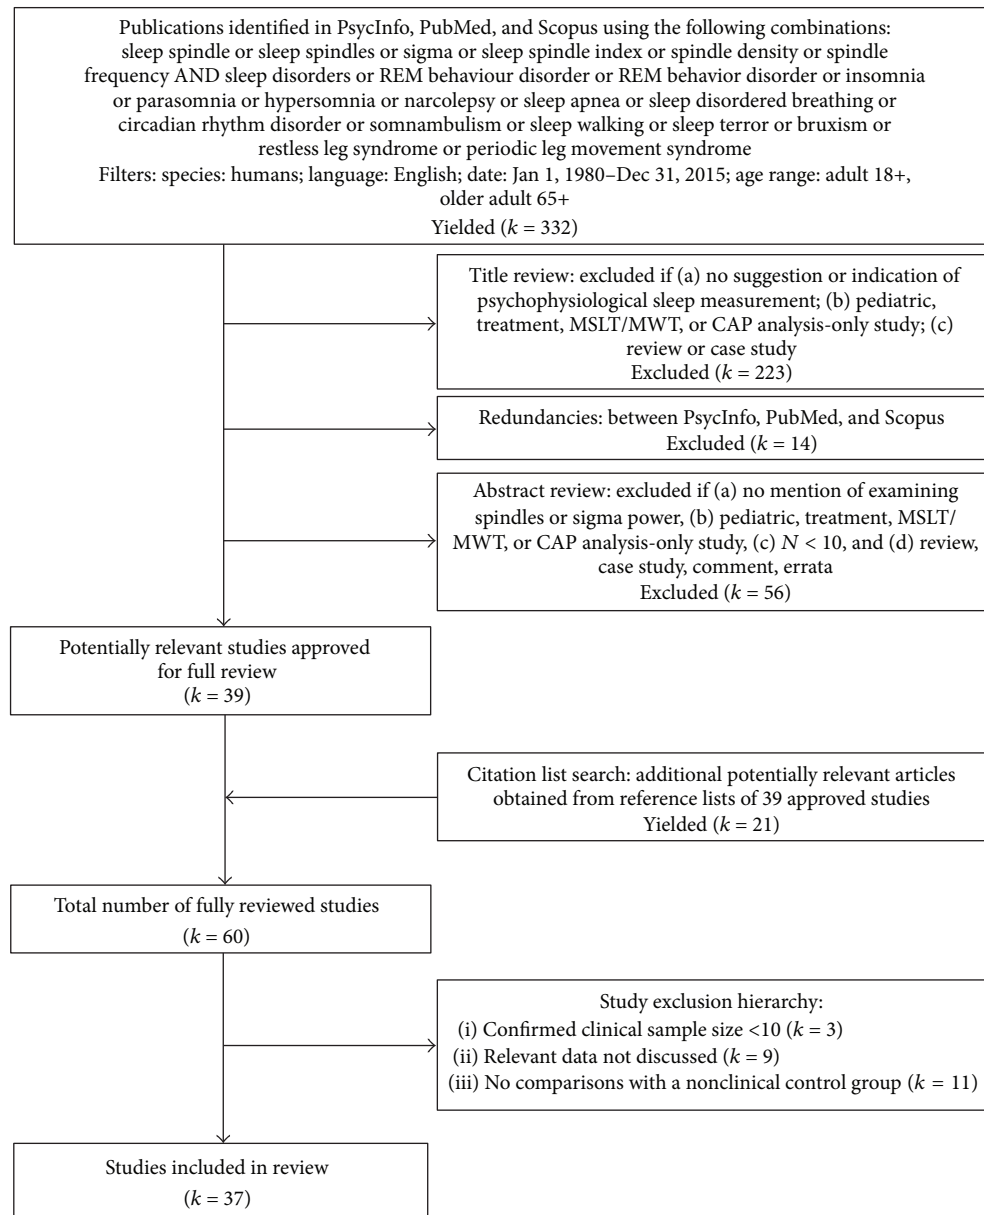 Publications identified in PsycInfo, PubMed, and Scopus using the following combinations:
sleep spindle or sleep spindles or sigma or sleep spindle index or spindle density or spindle
frequency AND sleep disorders or REM behaviour disorder or REM behavior disorder or insomnia
or parasomnia or hypersomnia or narcolepsy or sleep apnea or sleep disordered breathing or
circadian rhythm disorder or somnambulism or sleep walking or sleep terror or bruxism or
restless leg syndrome or periodic leg movement syndrome
Filters: species: humans; language: English; date: Jan 1, 1980–Dec 31, 2015; age range: adult 18+,
older adult 65+
Yielded (k = 332)
Title review: excluded if (a) no suggestion or indication of
psychophysiological sleep measurement; (b) pediatric,
treatment, MSLT/MWT, or CAP analysis-only study; (c)
review or case study
Excluded (k = 223)
Redundancies: between PsycInfo, PubMed, and Scopus
Excluded (k = 14)
Abstract review: excluded if (a) no mention of examining
spindles or sigma power, (b) pediatric, treatment, MSLT/
MWT, or CAP analysis-only study, (c) N < 10, and (d) review,
case study, comment, errata
Excluded (k = 56)
Potentially relevant studies approved
for full review
(k = 39)
Citation list search: additional potentially relevant articles
obtained from reference lists of 39 approved studies
Yielded (k = 21)
Total number of fully reviewed studies
(k = 60)
Study exclusion hierarchy:
(i) Confirmed clinical sample size <10 (k = 3)
(ii) Relevant data not discussed (k = 9)
(iii) No comparisons with a nonclinical control group (k = 11)
Studies included in review
(k = 37)